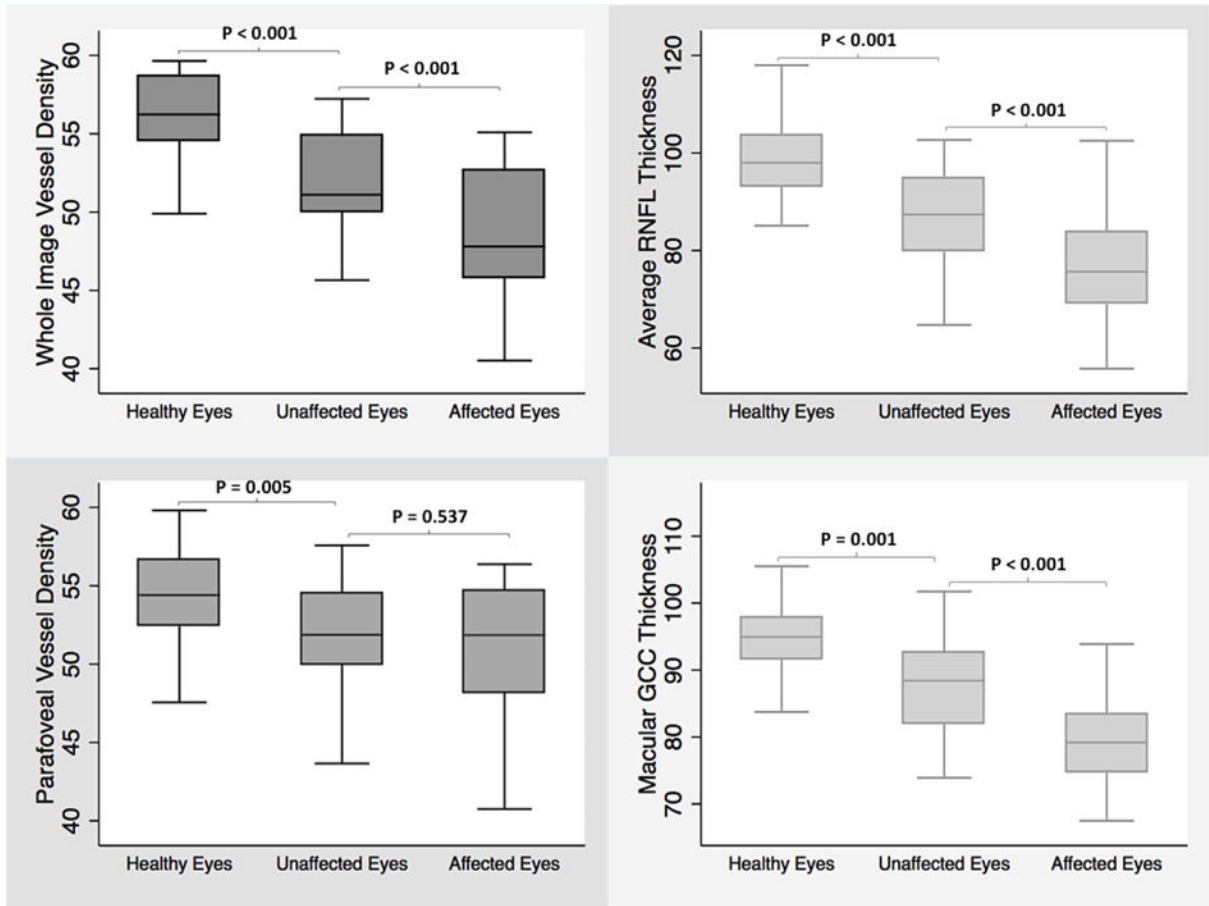 Whole Image Vessel Density
60
55
50
45
40
P < 0.001
P < 0.001
Healthy Eyes Unaffected Eyes Affected Eyes
Average RNFL Thickness
120
100
80
60
P < 0.001
P < 0.001
Healthy Eyes Unaffected Eyes Affected Eyes
Parafoveal Vessel Density
60
55
50
45
40
P = 0.005
P = 0.537
Healthy Eyes Unaffected Eyes Affected Eyes
Macular GCC Thickness
110
100
90
80
70
P = 0.001
P < 0.001
Healthy Eyes Unaffected Eyes Affected Eyes